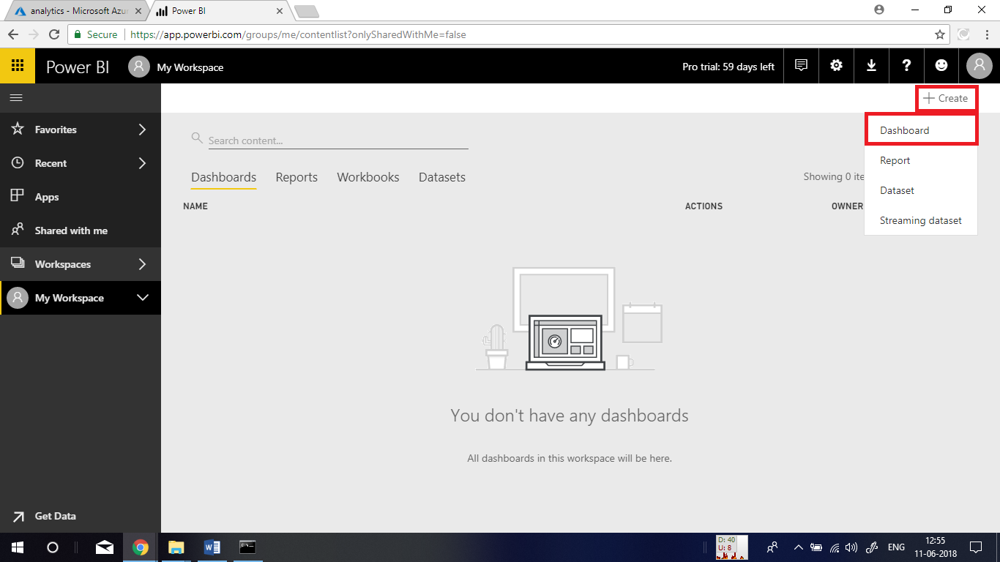 analytics - Microsoft Azur
Power BI
Secure
https://app.powerbi.com/groups/me/contentlist?onlySharedWithMe=false
Power BI
My Workspace
Pro trial: 59 days left
?
Create
Favorites
Recent
Apps
Shared with me
Workspaces
My Workspace
Get Data
Search content...
Dashboard
Report
Dataset
Streaming dataset
Dashboards Reports Workbooks Datasets
Showing 0 ite
NAME ACTIONS OWNER
You don't have any dashboards
All dashboards in this workspace will be here.
D: 40
U: 8
ENG
12:55
11-06-2018